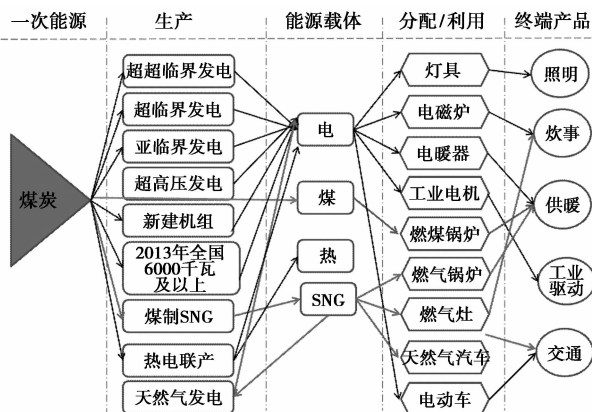 一次能源
生产
能源载体
分配/利用
终端产品
煤炭
超超临界发电
超临界发电
亚临界发电
超高压发电
新建机组
2013年全国
6000千瓦
及以上
煤制SNG
热电联产
天然气发电
电
煤
热
SNG
灯具
电磁炉
电暖器
工业电机
燃煤锅炉
燃气锅炉
燃气灶
天然气汽车
电动车
照明
炊事
供暖
工业
驱动
交通